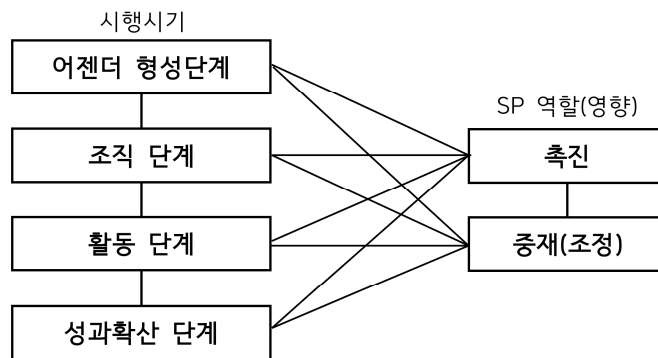 시행시기
어젠더 형성단계
조직 단계
활동 단계
성과확산 단계
SP 역할(영향)
촉진
중재(조정)